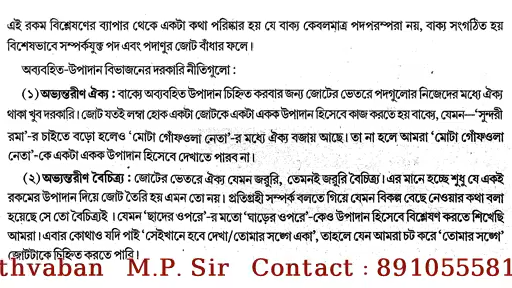 এই রকম বিশ্লেষণের ব্যাপার থেকে একটা কথা পরিষ্কার হয় যে বাক্য কেবলমাত্র পদপরম্পরা নয়, বাক্য সংগঠিত হয়
বিশেষভাবে সম্পর্কযুক্ত পদ এবং পদাণুর জোট বাঁধার ফলে।
অব্যবহিত-উপাদান বিভাজনের দরকারি নীতিগুলো :
(১) অভ্যন্তরীণ ঐক্য : বাক্যে অব্যবহিত উপাদান চিহ্নিত করবার জন্য জোটের ভেতরে পদগুলোর নিজেদের মধ্যে ঐক্য
থাকা খুব দরকারি। জোট যতই লম্বা হোক একটা জোটকে একটা একক উপাদান হিসেবে কাজ করতে হয় বাক্যে, যেমন—'সুন্দরী
রমা'-র চাইতে বড়ো হলেও 'মোটা গোঁফওলা নেতা'-র মধ্যে ঐক্য বজায় আছে। তা না হলে আমরা 'মোটা গোঁফওলা
নেতা'-কে একটা একক উপাদান হিসেবে দেখাতে পারব না।
(২) অভ্যন্তরীণ বৈচিত্র্য : জোটের ভেতরে ঐক্য যেমন জরুরি, তেমনই জরুরি বৈচিত্র্য। এর মানে হচ্ছে শুধু যে একই
রকমের উপাদান দিয়ে জোট তৈরি হয় এমন তো নয়। প্রতিগ্রহী সম্পর্ক বলতে গিয়ে যেমন বিকল্প বেছে নেওয়ার কথা বলা
হয়েছে সে তো বৈচিত্র্যই । যেমন 'ছাদের ওপরে'-র মতো 'ঘাড়ের ওপরে'-কেও উপাদান হিসেবে বিশ্লেষণ করতে শিখেছি
আমরা। এবার কোথাও যদি পাই 'সেইখানে হবে দেখা/তোমার সঙ্গে একা', তাহলে যেন আমরা চট করে 'তোমার সঙ্গে'
জোটটাকে চিহ্নিত করতে পারি।
thvaban M.P. Sir Contact : 891055581